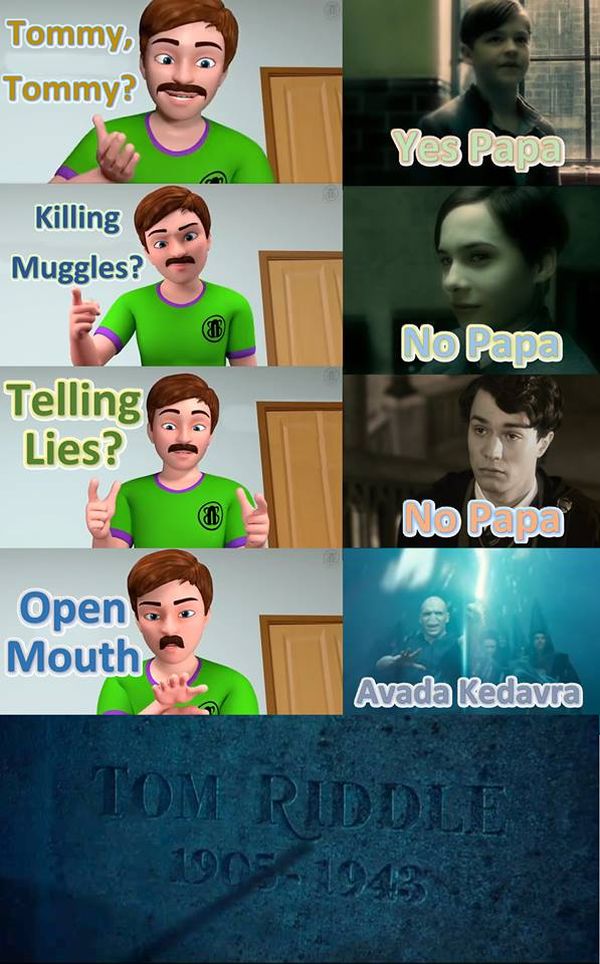 Tommy,
Tommy?
Yes Papa
Killing
Muggles?
No Papa
Telling
Lies?
No Papa
Open
Mouth
Avada Kedavra
TOM RIDDLE
1905-1943